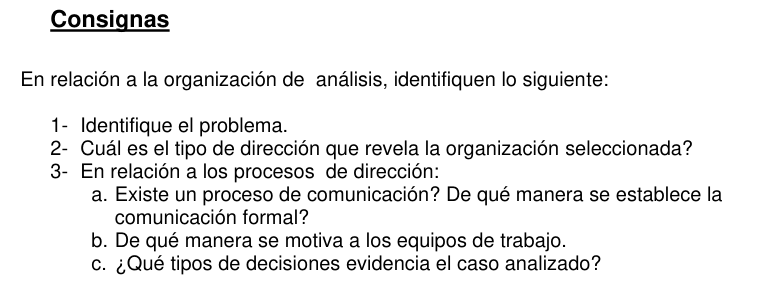 Consignas
En relación a la organización de  análisis, identifiquen lo siguiente:
1- Identifique el problema.
2- Cuál es el tipo de dirección que revela la organización seleccionada?
3- En relación a los procesos  de dirección:
a. Existe un proceso de comunicación? De qué manera se establece la
comunicación formal?
b. De qué manera se motiva a los equipos de trabajo.
c. ¿Qué tipos de decisiones evidencia el caso analizado?